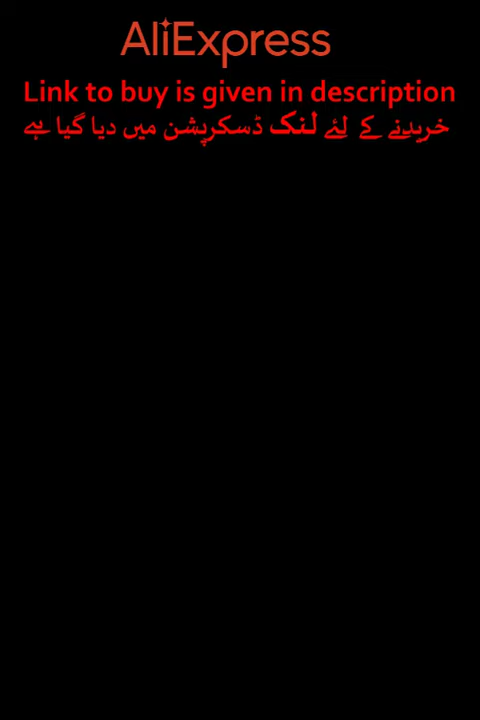 AliExpress
Link to buy is given in description
خریدنے کے لئے لنک ڈسکرپشن میں دیا گیا ہے